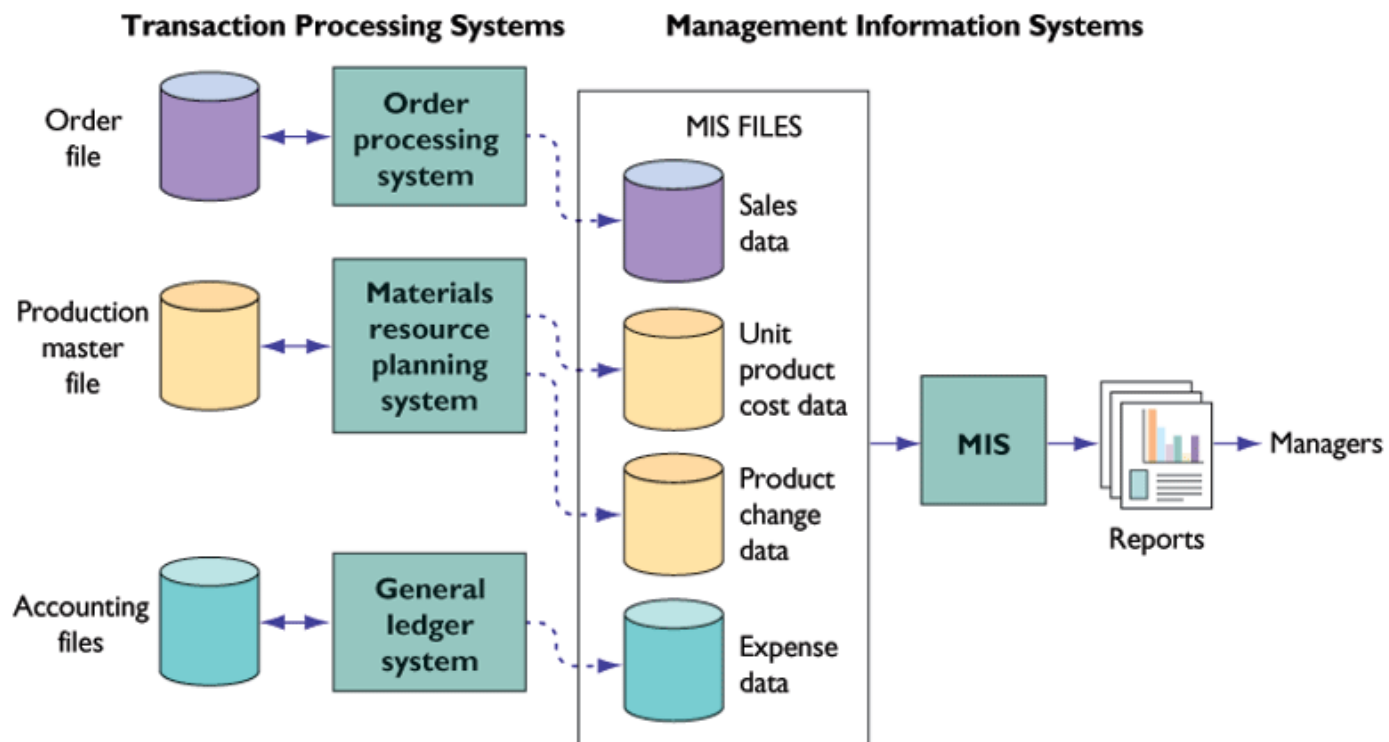 Transaction Processing Systems
Management Information Systems
Order
file
Order
processing
system
MIS FILES
Sales
data
Production
master
file
Materials
resource
planning
system
Unit
product
cost data
Product
change
data
MIS
Reports
Managers
Accounting
files
General
ledger
system
Expense
data